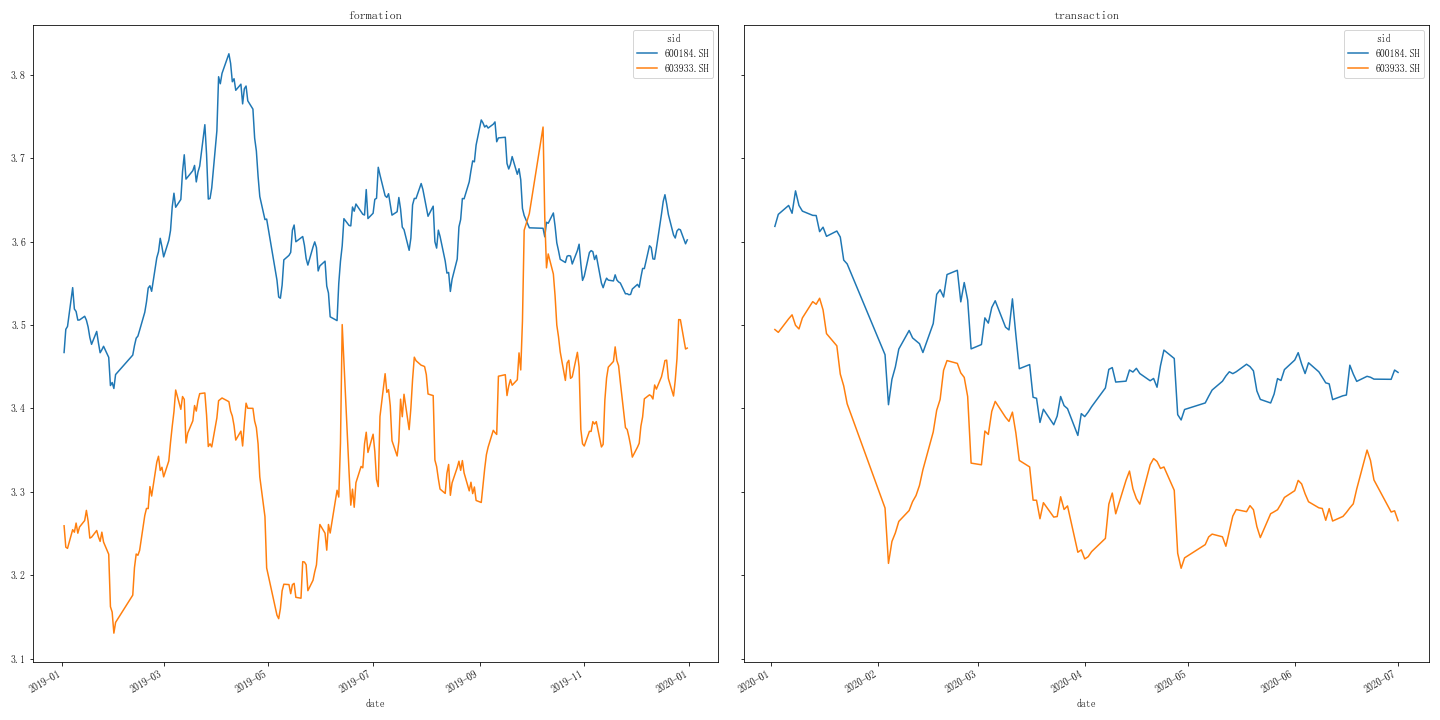 formation
sid
600184.SH
603933.SH
3.8
3.7
3.6
3.5
3.4
3.3
3.2
3.1
2019-01
2019-03
2019-05
2019-07
2019-09
2019-11
2020-01
date
transaction
sid
600184.SH
603933.SH
2020-01
2020-02
2020-03
2020-04
2020-05
2020-06
2020-07
date